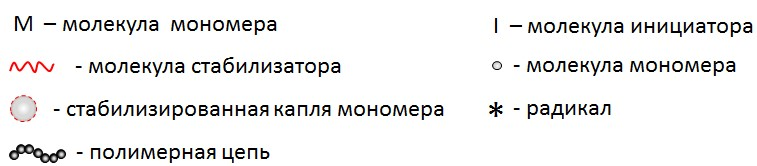 М – молекула мономера
I – молекула инициатора
- молекула стабилизатора
- молекула мономера
- стабилизированная капля мономера
* - радикал
- полимерная цепь